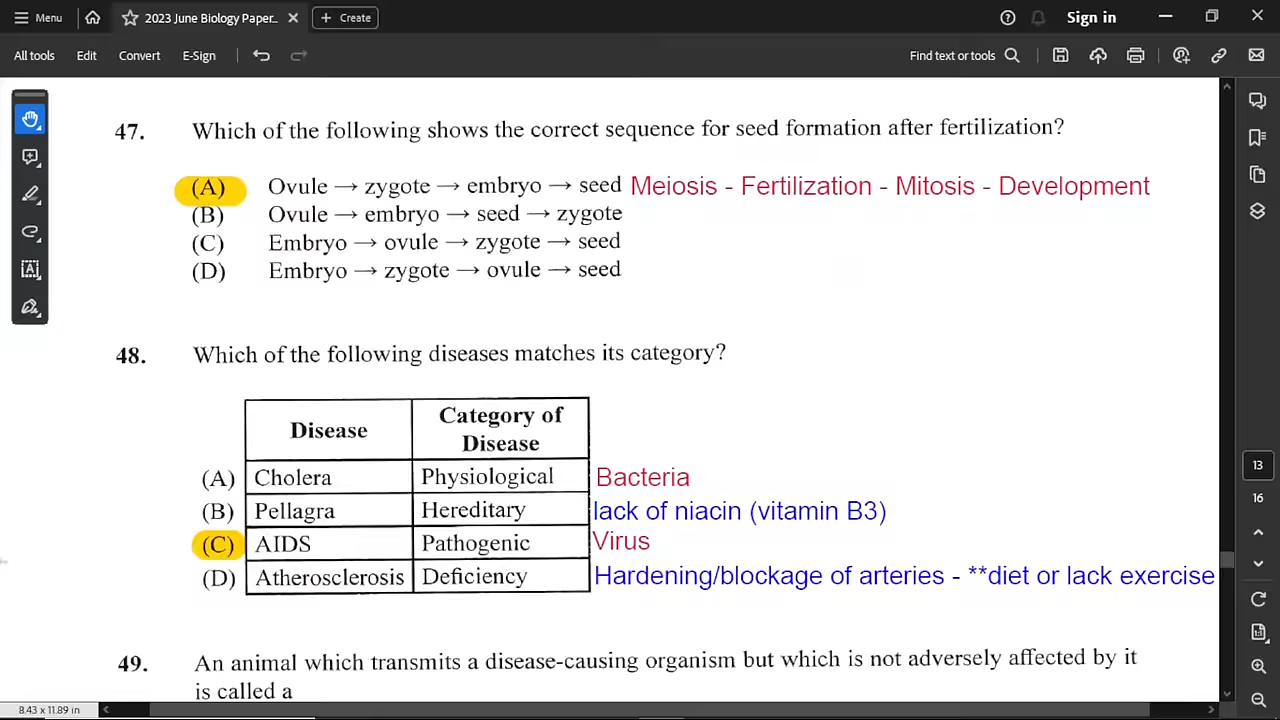 Menu 2023 June Biology Paper... Create Sign in
All tools Edit Convert E-Sign Find text or tools
47. Which of the following shows the correct sequence for seed formation after fertilization?
(A) Ovule → zygote → embryo → seed Meiosis - Fertilization - Mitosis - Development
(B) Ovule → embryo → seed → zygote
(C) Embryo → ovule → zygote → seed
(D) Embryo → zygote → ovule → seed
48. Which of the following diseases matches its category?
Disease Category of Disease
(A) Cholera Physiological Bacteria
(B) Pellagra Hereditary lack of niacin (vitamin B3)
(C) AIDS Pathogenic Virus
(D) Atherosclerosis Deficiency Hardening/blockage of arteries - **diet or lack exercise
49. An animal which transmits a disease-causing organism but which is not adversely affected by it
is called a
13
16
8.43 x 11.89 in